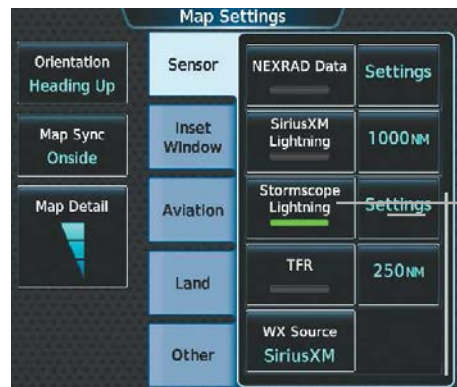 Map Settings
Orientation
Heading Up
Map Sync
Onside
Map Detail
Sensor
Inset
Window
Aviation
Land
Other
NEXRAD Data
Settings
SiriusXM
Lightning
1000NM
Stormscope
Lightning
Settings
TFR
250NM
WX Source
SiriusXM